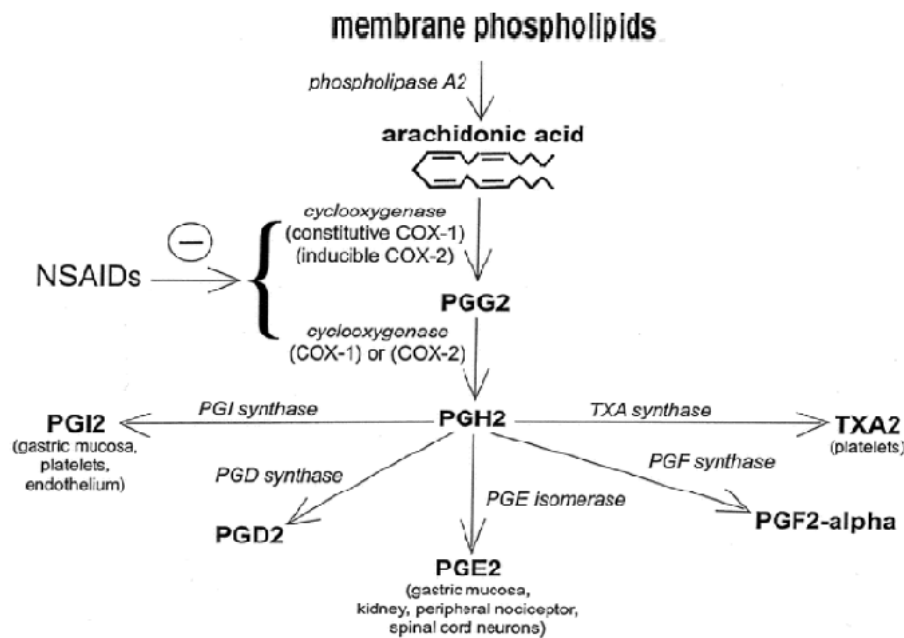 membrane phospholipids
phospholipase A2
arachidonic acid
cyclooxygenase
(constitutive COX-1)
(inducible COX-2)
NSAIDs
PGG2
cyclooxygenase
(COX-1) or (COX-2)
PGI synthase
PGH2
TXA synthase
PGI2
(gastric mucosa,
platelets,
endothelium)
TXA2
(platelets)
PGD synthase
PGF synthase
PGE isomerase
PGD2
PGF2-alpha
PGE2
(gastric mucosa,
kidney, peripheral nociceptor,
spinal cord neurons)